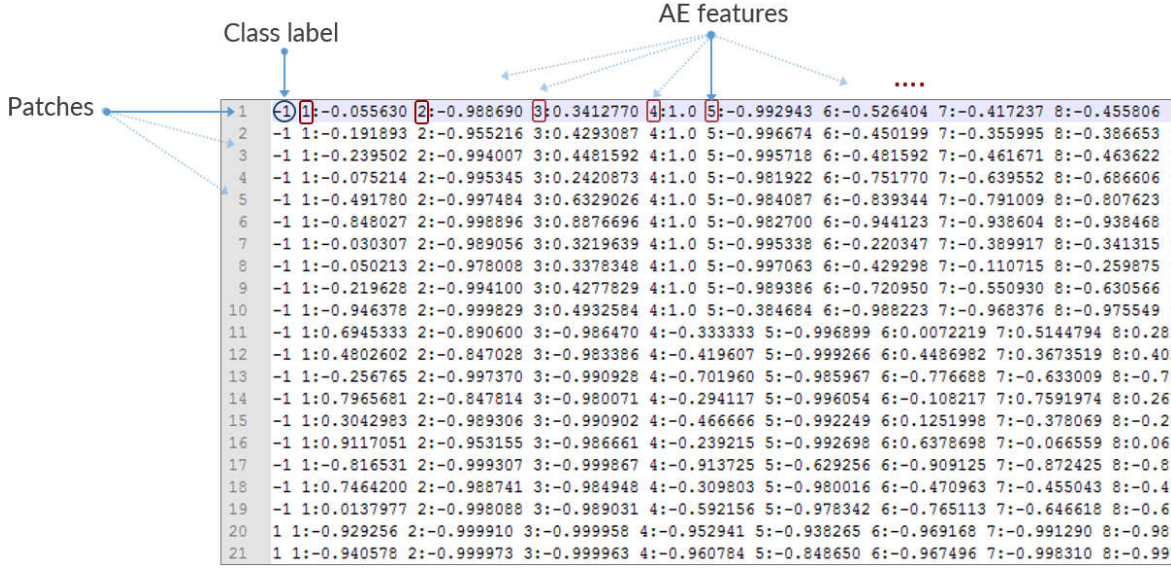 AE features
Class label
....
Patches
1 -1 1:-0.055630 2:-0.988690 3:0.3412770 4:1.0 5:-0.992943 6:-0.526404 7:-0.417237 8:-0.455806
2 -1 1:-0.191893 2:-0.955216 3:0.4293087 4:1.0 5:-0.996674 6:-0.450199 7:-0.355995 8:-0.386653
3 -1 1:-0.239502 2:-0.994007 3:0.4481592 4:1.0 5:-0.995718 6:-0.481592 7:-0.461671 8:-0.463622
4 -1 1:-0.075214 2:-0.995345 3:0.2420873 4:1.0 5:-0.981922 6:-0.751770 7:-0.639552 8:-0.686606
5 -1 1:-0.491780 2:-0.997484 3:0.6329026 4:1.0 5:-0.984087 6:-0.839344 7:-0.791009 8:-0.807623
6 -1 1:-0.848027 2:-0.998896 3:0.8876696 4:1.0 5:-0.982700 6:-0.944123 7:-0.938604 8:-0.938468
7 -1 1:-0.030307 2:-0.989056 3:0.3219639 4:1.0 5:-0.995338 6:-0.220347 7:-0.389917 8:-0.341315
8 -1 1:-0.050213 2:-0.978008 3:0.3378348 4:1.0 5:-0.997063 6:-0.429298 7:-0.110715 8:-0.259875
9 -1 1:-0.219628 2:-0.994100 3:0.4277829 4:1.0 5:-0.989386 6:-0.720950 7:-0.550930 8:-0.630566
10 -1 1:-0.946378 2:-0.999829 3:0.4932584 4:1.0 5:-0.384684 6:-0.988223 7:-0.968376 8:-0.975549
11 -1 1:0.6945333 2:-0.890600 3:-0.986470 4:-0.333333 5:-0.996899 6:0.0072219 7:0.5144794 8:0.28
12 -1 1:0.4802602 2:-0.847028 3:-0.983386 4:-0.419607 5:-0.999266 6:0.4486982 7:0.3673519 8:0.40
13 -1 1:-0.256765 2:-0.997370 3:-0.990928 4:-0.701960 5:-0.985967 6:-0.776688 7:-0.633009 8:-0.7
14 -1 1:0.7965681 2:-0.847814 3:-0.980071 4:-0.294117 5:-0.996054 6:-0.108217 7:0.7591974 8:0.26
15 -1 1:0.3042983 2:-0.989306 3:-0.990902 4:-0.466666 5:-0.992249 6:0.1251998 7:-0.378069 8:-0.2
16 -1 1:0.9117051 2:-0.953155 3:-0.986661 4:-0.239215 5:-0.992698 6:0.6378698 7:-0.066559 8:0.06
17 -1 1:-0.816531 2:-0.999307 3:-0.999867 4:-0.913725 5:-0.629256 6:-0.909125 7:-0.872425 8:-0.8
18 -1 1:0.7464200 2:-0.988741 3:-0.984948 4:-0.309803 5:-0.980016 6:-0.470963 7:-0.455043 8:-0.4
19 -1 1:0.0137977 2:-0.998088 3:-0.989031 4:-0.592156 5:-0.978342 6:-0.765113 7:-0.646618 8:-0.6
20 1 1:-0.929256 2:-0.999910 3:-0.999958 4:-0.952941 5:-0.938265 6:-0.969168 7:-0.991290 8:-0.98
21 1 1:-0.940578 2:-0.999973 3:-0.999963 4:-0.960784 5:-0.848650 6:-0.967496 7:-0.998310 8:-0.99